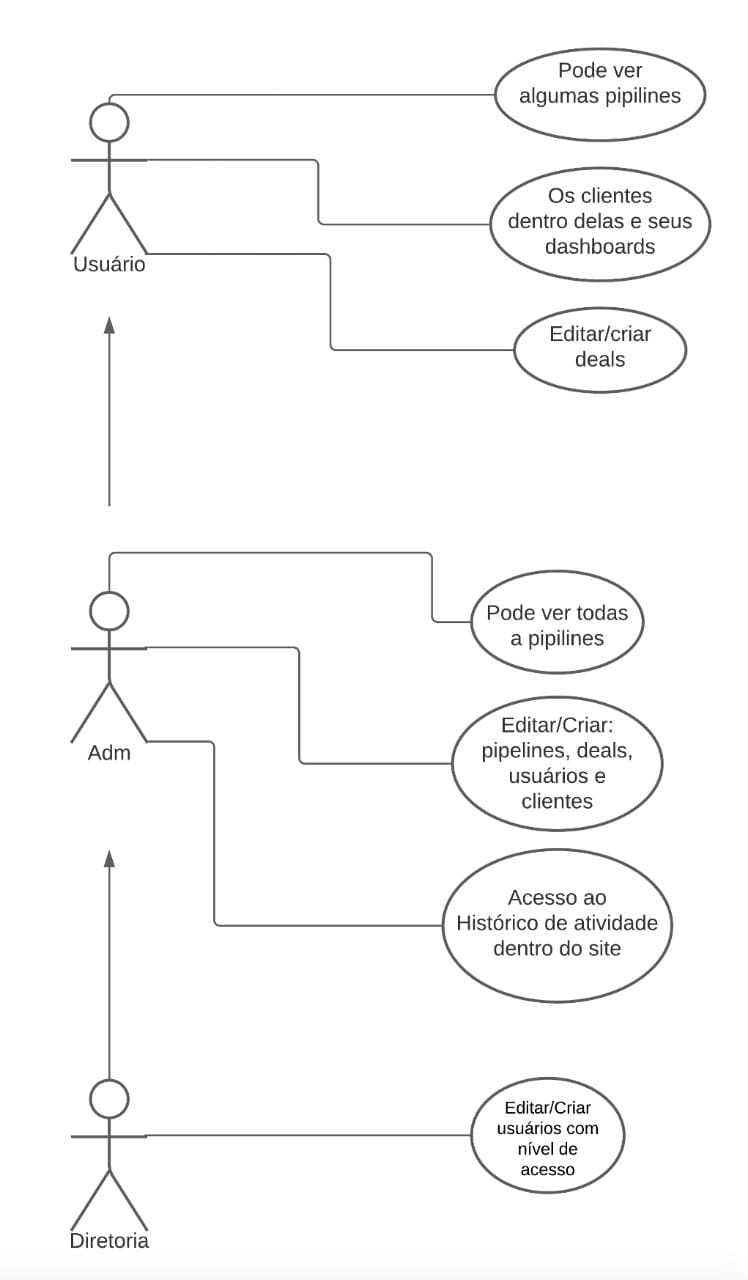 Pode ver
algumas pipilines
Os clientes
dentro delas e seus
dashboards
Usuário
Editar/criar
deals
Pode ver todas
a pipilines
Editar/Criar:
pipelines, deals,
usuários e
clientes
Adm
Acesso ao
Histórico de atividade
dentro do site
Editar/Criar
usuários com
nível de
acesso
Diretoria